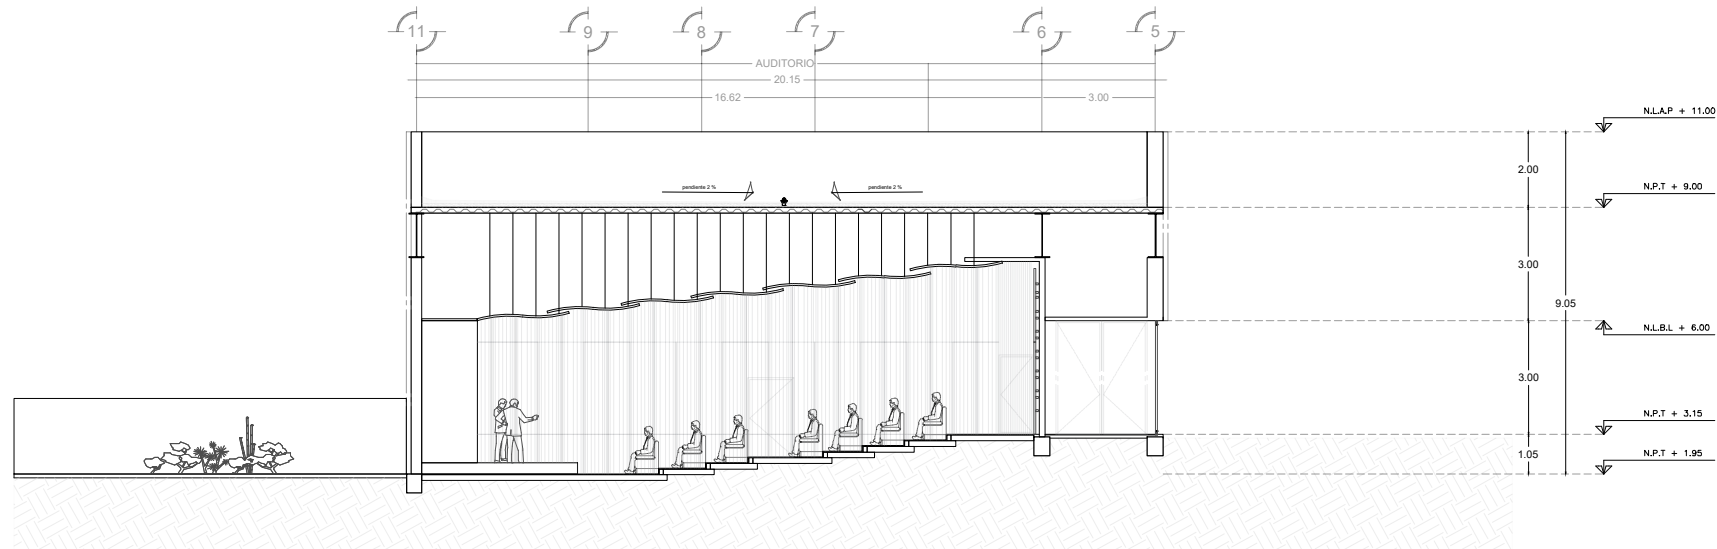 11 9 8 7 6 5
AUDITORIO
20.15
16.62 3.00
N.L.A.P + 11.00
2.00
pendiente 2 % pendiente 2 %
N.P.T + 9.00
3.00
9.05
N.L.B.L + 6.00
3.00
N.P.T + 3.15
1.05
N.P.T + 1.95